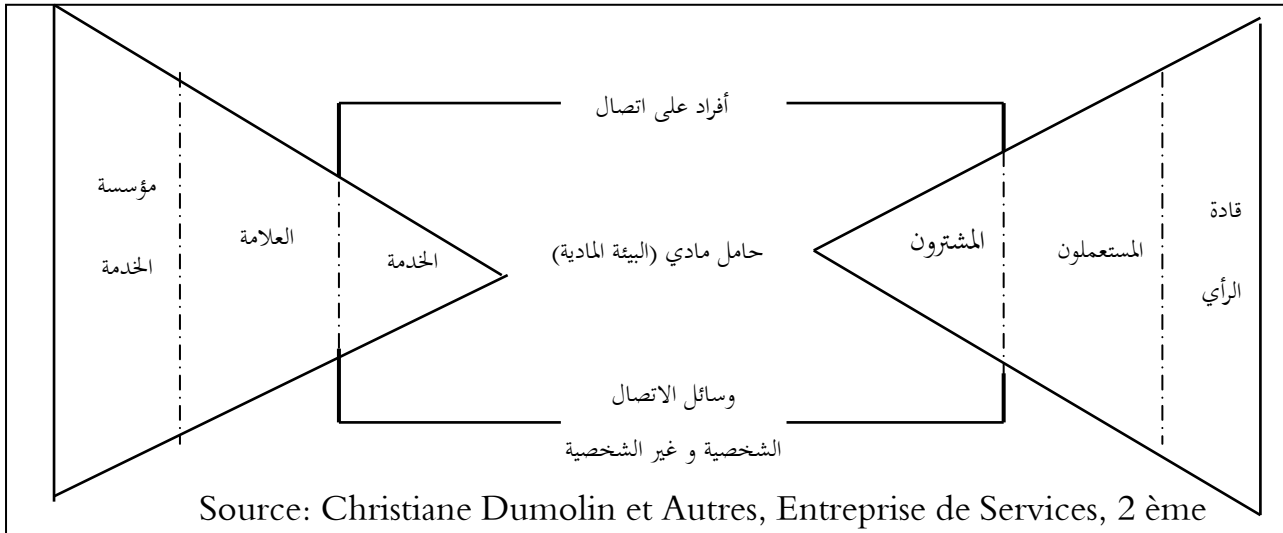 أفراد على اتصال
قادة
الرأي
المستعملون
المشترون
حامل مادي (البيئة المادية)
الخدمة
العلامة
مؤسسة
الخدمة
وسائل الاتصال
الشخصية و غير الشخصية
Source: Christiane Dumolin et Autres, Entreprise de Services, 2 ème